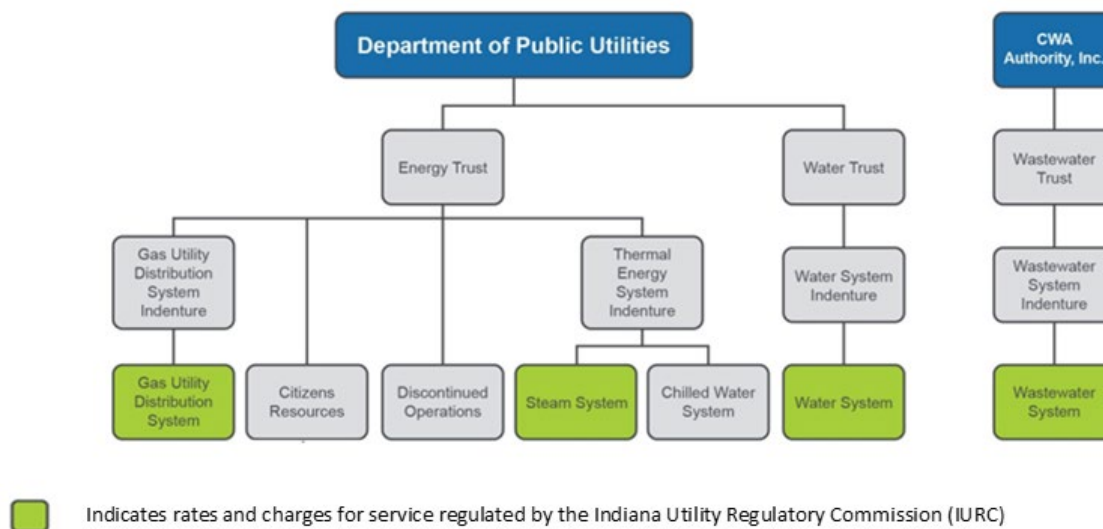 Department of Public Utilities
CWA
Authority, Inc.
Energy Trust
Water Trust
Wastewater
Trust
Gas Utility
Distribution
System
Indenture
Thermal
Energy
System
Indenture
Water System
Indenture
Wastewater
System
Indenture
Gas Utility
Distribution
System
Citizens
Resources
Discontinued
Operations
Steam System
Chilled Water
System
Water System
Wastewater
System
Indicates rates and charges for service regulated by the Indiana Utility Regulatory Commission (IURC)